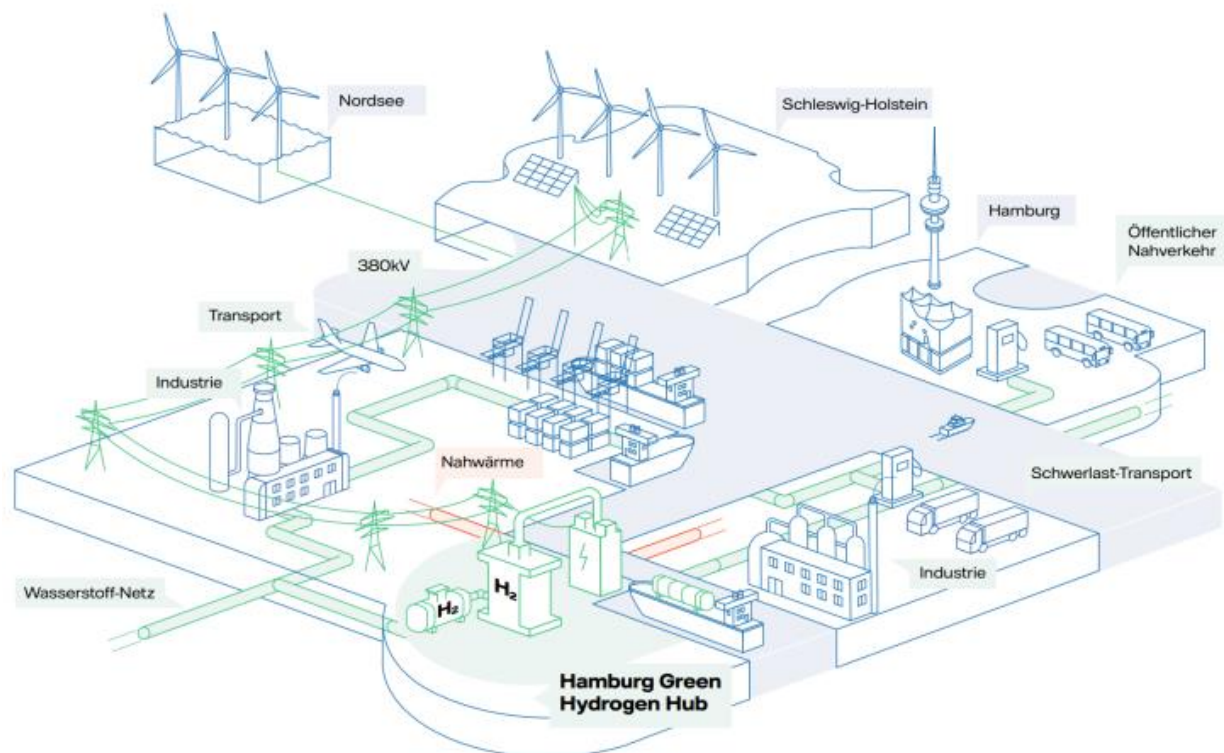 Nordsee
Schleswig-Holstein
Hamburg
Öffentlicher
Nahverkehr
380kV
Transport
Industrie
Nahwärme
Schwerlast-Transport
Industrie
Wasserstoff-Netz
H₂
H₂
Hamburg Green
Hydrogen Hub